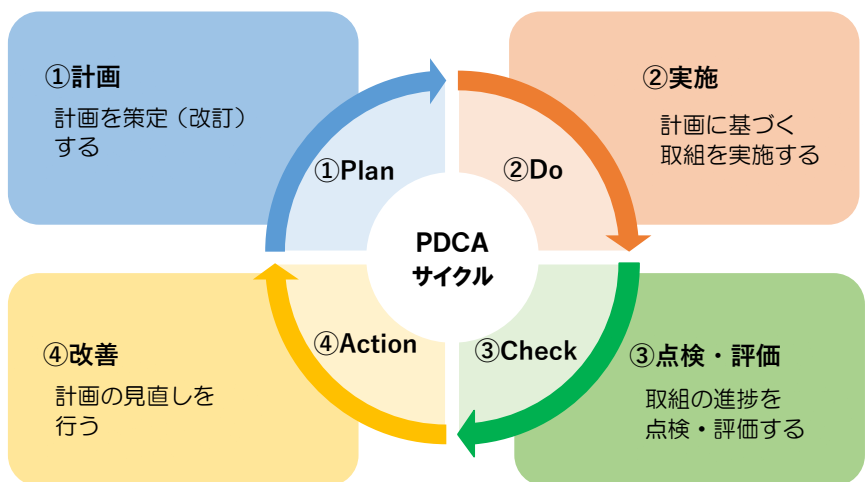 ①計画
計画を策定（改訂）
する
②実施
計画に基づく
取組を実施する
①Plan
②Do
PDCA
サイクル
④Action
③Check
④改善
計画の見直しを
行う
③点検・評価
取組の進捗を
点検・評価する